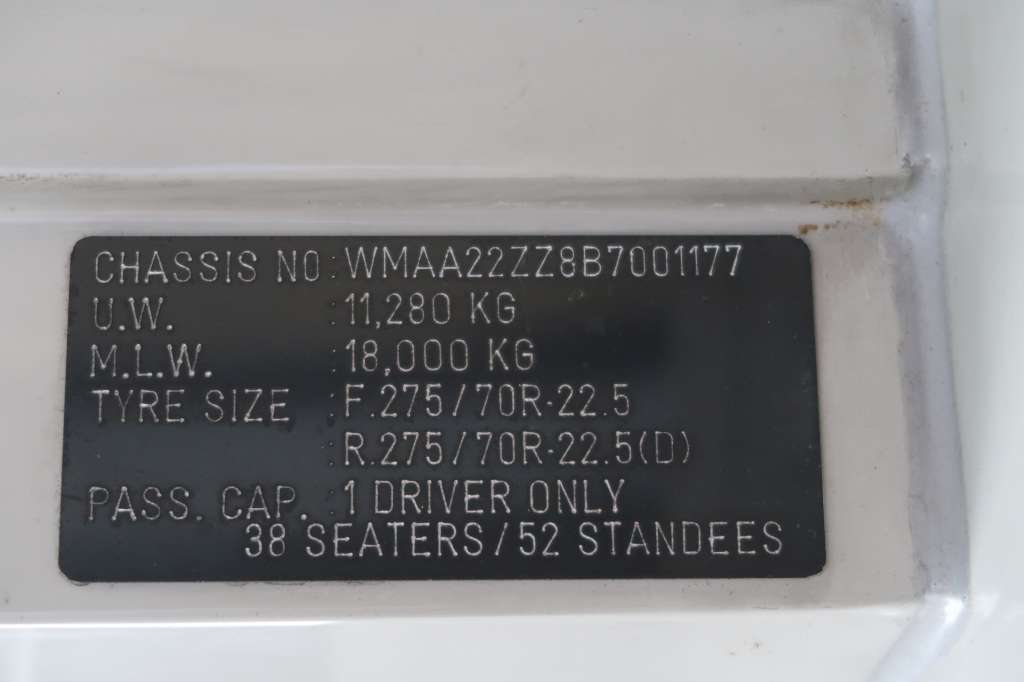 CHASSIS NO:WMAA22ZZ8B7001177
U.W. :11,280 KG
M.L.W. :18,000 KG
TYRE SIZE :F.275/70R-22.5
:R.275/70R-22.5(D)
PASS. CAP. :1 DRIVER ONLY
38 SEATERS/52 STANDEES